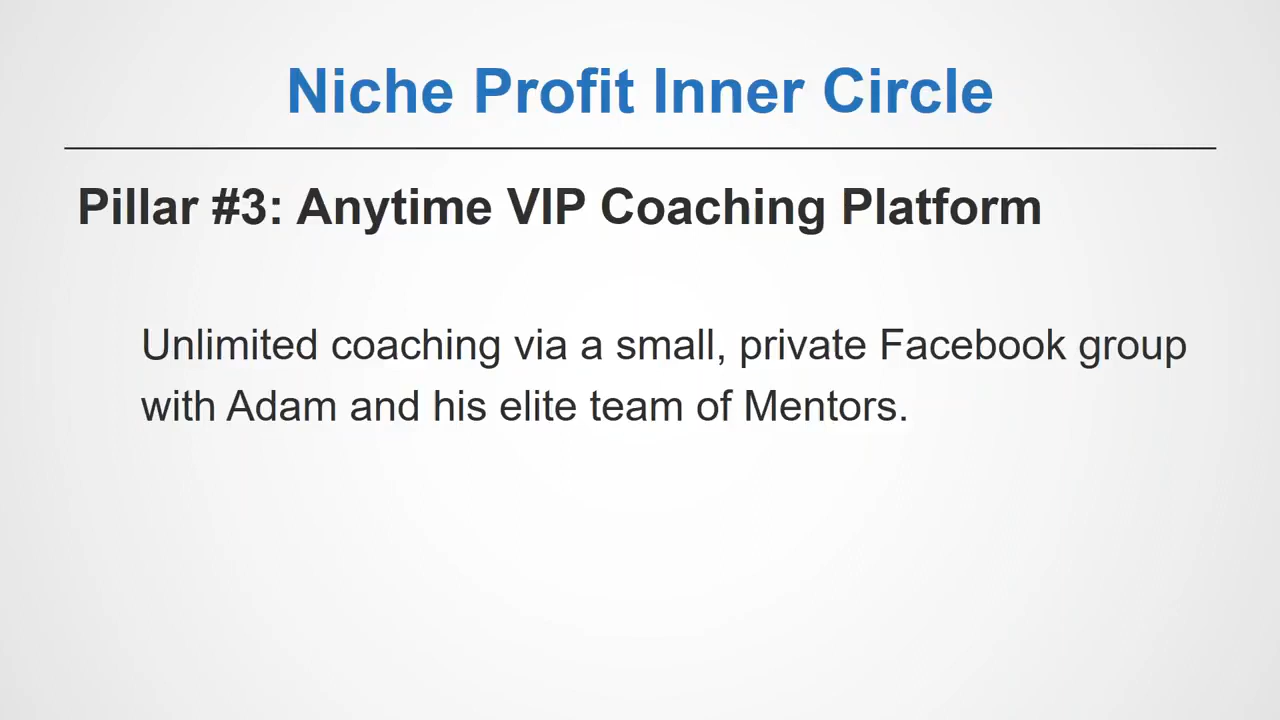 Niche Profit Inner Circle
Pillar #3: Anytime VIP Coaching Platform
Unlimited coaching via a small, private Facebook group
with Adam and his elite team of Mentors.